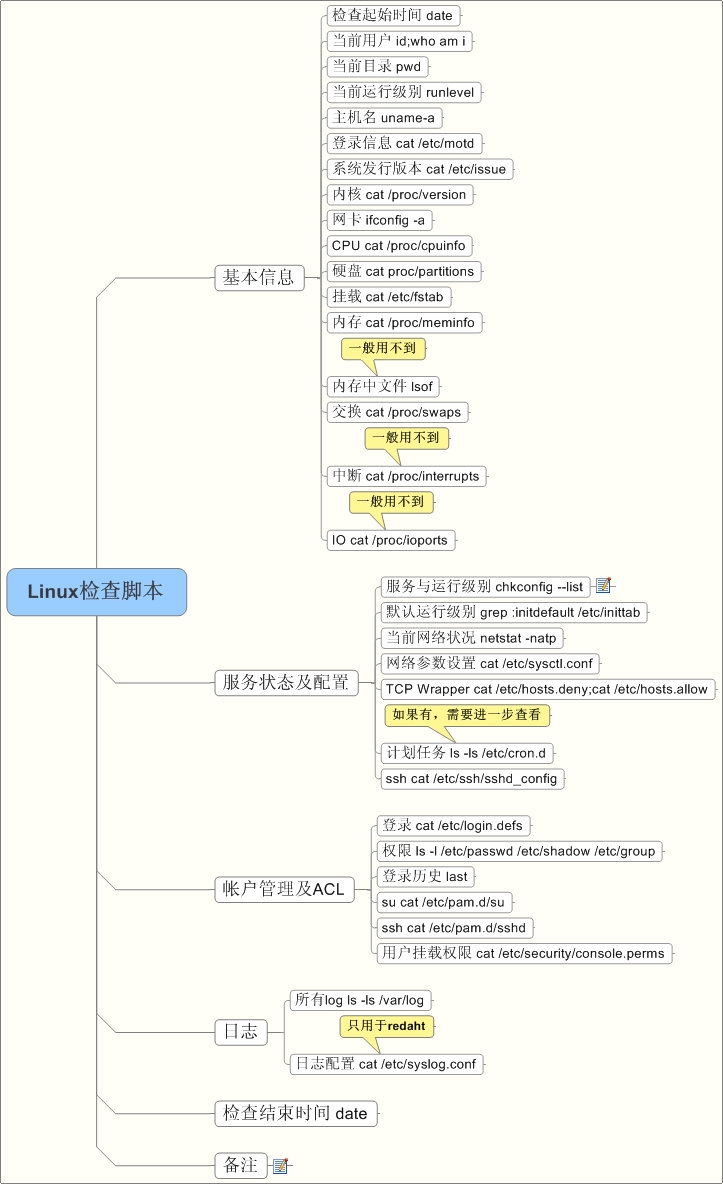 检查起始时间 date
当前用户 id;who am i
当前目录 pwd
当前运行级别 runlevel
主机名 uname-a
登录信息 cat /etc/motd
系统发行版本 cat /etc/issue
内核 cat /proc/version
网卡 ifconfig -a
CPU cat /proc/cpuinfo
基本信息
硬盘 cat proc/partitions
挂载 cat /etc/fstab
内存 cat /proc/meminfo
一般用不到
内存中文件 lsof
交换 cat /proc/swaps
一般用不到
中断 cat /proc/interrupts
一般用不到
IO cat /proc/ioports
Linux检查脚本
服务与运行级别 chkconfig --list
默认运行级别 grep :initdefault /etc/inittab
当前网络状况 netstat -natp
网络参数设置 cat /etc/sysctl.conf
服务状态及配置
TCP Wrapper cat /etc/hosts.deny;cat /etc/hosts.allow
如果有，需要进一步查看
计划任务 ls -ls /etc/cron.d
ssh cat /etc/ssh/sshd_config
登录 cat /etc/login.defs
权限 ls -l /etc/passwd /etc/shadow /etc/group
登录历史 last
帐户管理及ACL
su cat /etc/pam.d/su
ssh cat /etc/pam.d/sshd
用户挂载权限 cat /etc/security/console.perms
所有log ls -ls /var/log
日志
只用于redaht
日志配置 cat /etc/syslog.conf
检查结束时间 date
备注